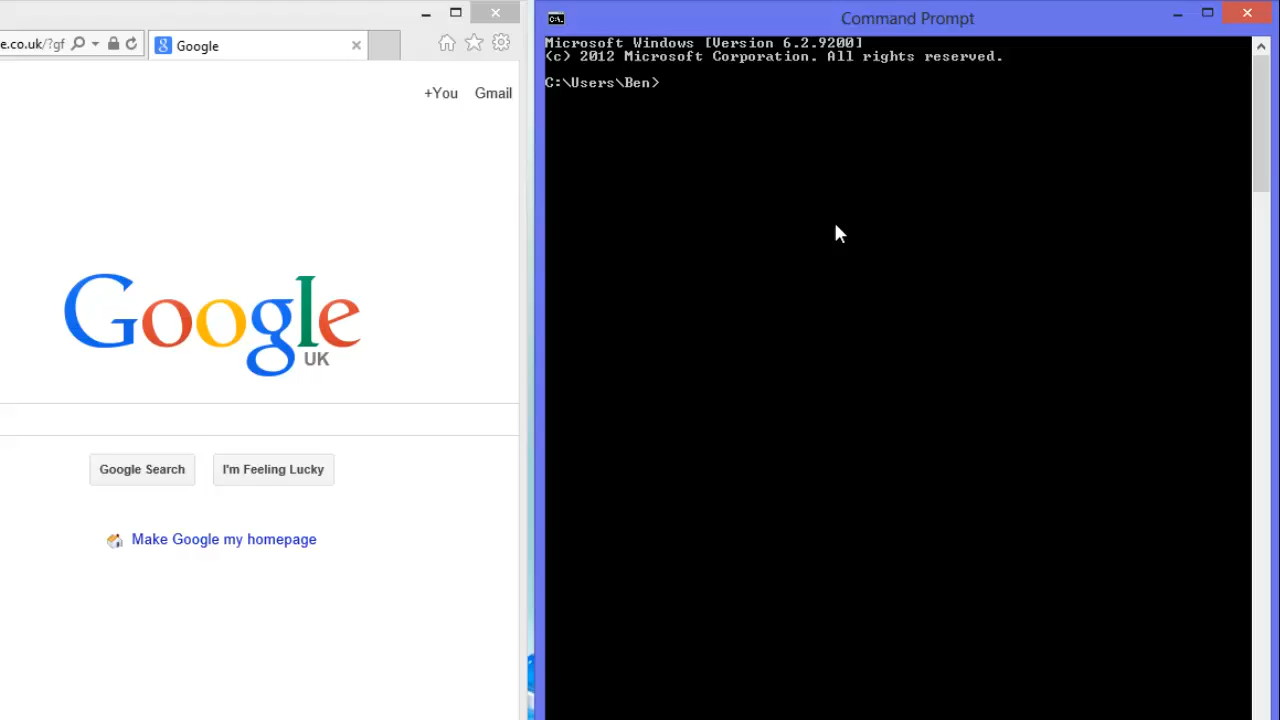 e.co.uk/?gf
Google
+You Gmail
Google
UK
Google Search I'm Feeling Lucky
Make Google my homepage
Command Prompt
C:\.
Microsoft Windows [Version 6.2.9200]
(c) 2012 Microsoft Corporation. All rights reserved.
C:\Users\Ben>